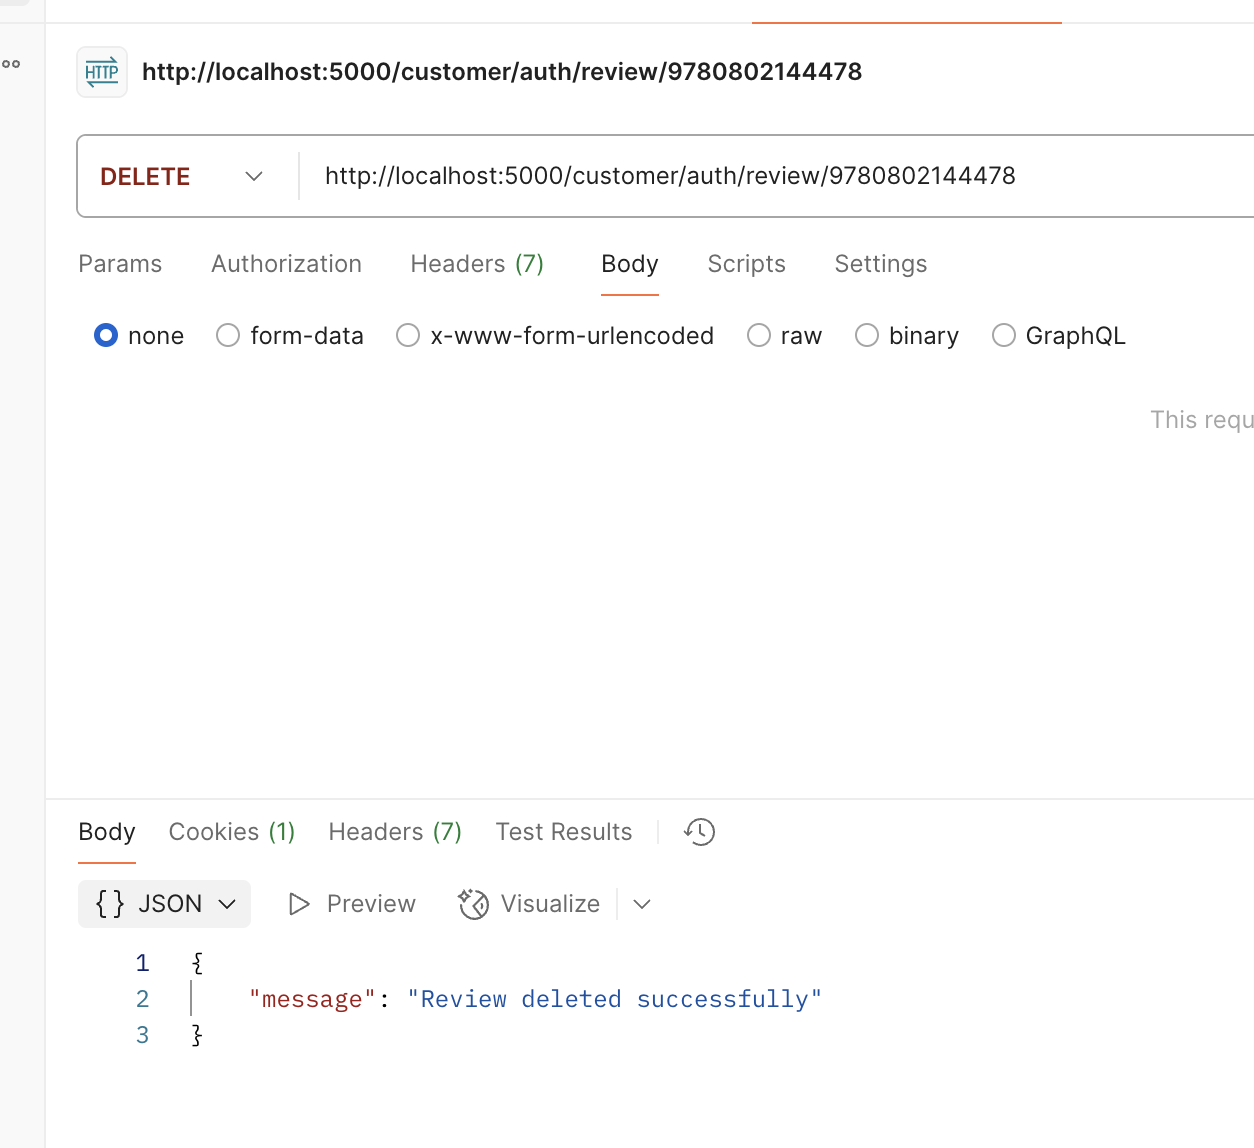 HTTP http://localhost:5000/customer/auth/review/9780802144478
DELETE http://localhost:5000/customer/auth/review/9780802144478
Params Authorization Headers (7) Body Scripts Settings
none form-data x-www-form-urlencoded raw binary GraphQL
This requ
Body Cookies (1) Headers (7) Test Results
{ } JSON Preview Visualize
1 {
2 "message": "Review deleted successfully"
3 }